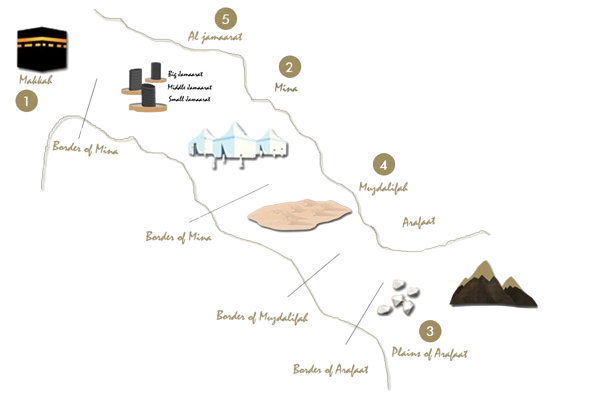 5
Al jamaarat
Makkah
1
Big Jamaarat
Middle Jamaarat
Small Jamaarat
2
Mina
Border of Mina
4
Muzdalifah
Arafaat
Border of Mina
Border of Muzdalifah
3
Plains of Arafaat
Border of Arafaat